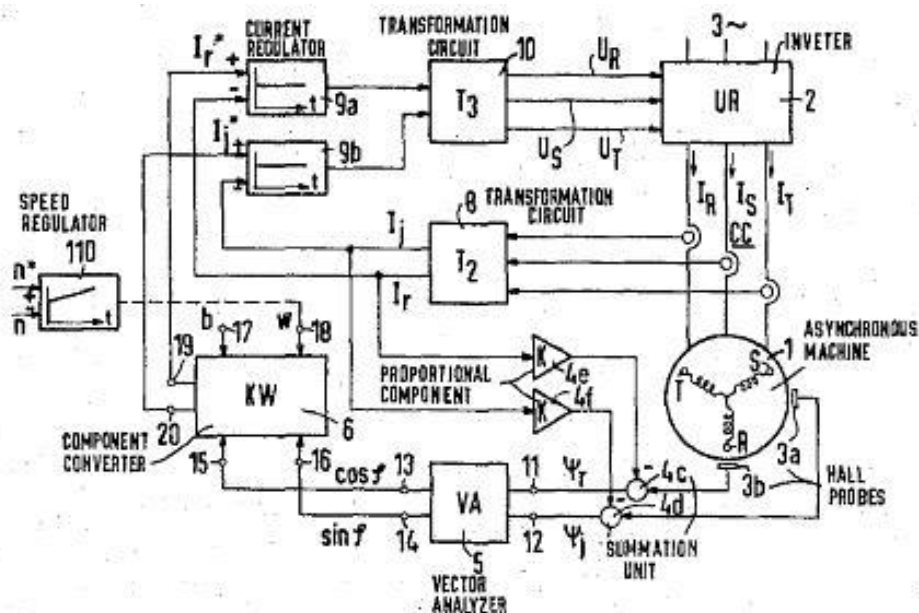 CURRENT REGULATOR
TRANSFORMATION CIRCUIT
3~
INVETER
Ir* +
-
t
9a
10
T3
UR
UR
2
Ij*
+
t
9b
US
UT
IR
IS
IT
SPEED REGULATOR
110
n*
+
n
t
Ij
8
TRANSFORMATION CIRCUIT
T2
CC
Ir
b
17
w
18
19
KW
6
20
COMPONENT CONVERTER
15
16
PROPORTIONAL COMPONENT
K
4e
K
4f
ASYNCHRONOUS MACHINE
1
S
T
R
3a
3b
HALL PROBES
cos φ
13
sin φ
14
VA
5
VECTOR ANALYZER
11
Ψr
12
Ψj
-
4c
-
4d
SUMMATION UNIT